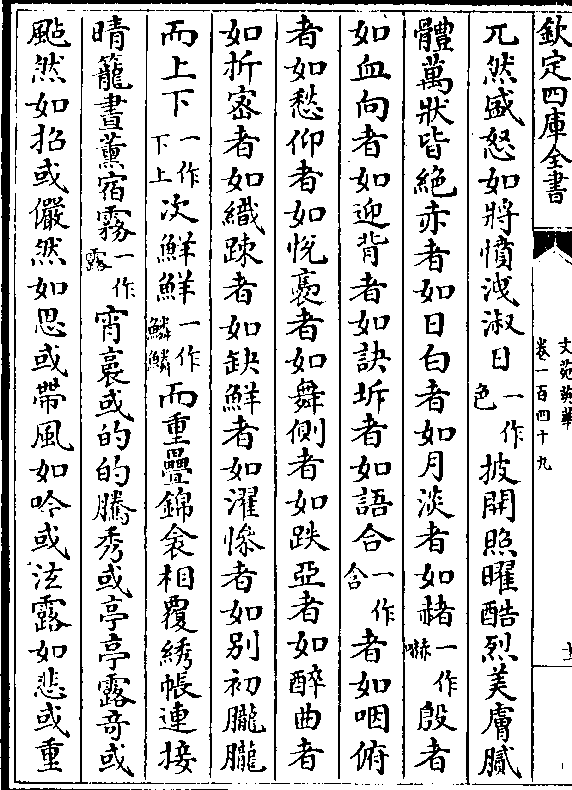 欽定四庫全書
文苑英華
卷一百四十九
兀然盛怒如將憤洩淑日一作色披開照曜酷烈美膚膩
體萬狀皆絶赤者如日白者如月淡者如赭一作嚇殷者
如血向者如迎背者如訣坼者如語合一作含者如咽俯
者如愁仰者如悦裛者如舞側者如跌亞者如醉曲者
如折密者如織疎者如缺鮮者如濯慘者如别初朧朧
而上下一作下上次鮮鮮一作鱗鱗而重疊錦衾相覆綉帳連接
晴籠晝薰宿霧一作露宵裛或的的騰秀或亭亭露竒或
颭然如招或儼然如思或帶風如吟或泫露如悲或重